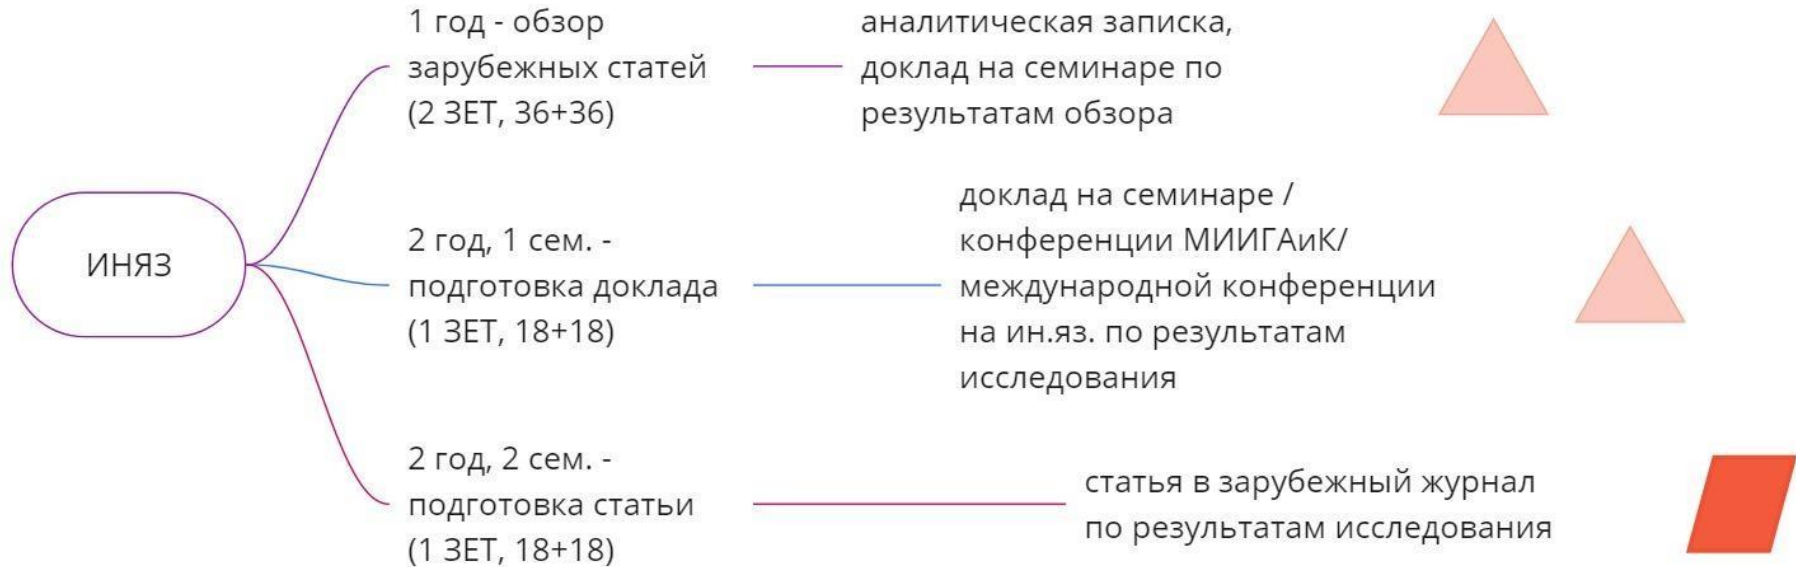 ИНЯЗ
1 год - обзор
зарубежных статей
(2 ЗЕТ, 36+36)
аналитическая записка,
доклад на семинаре по
результатам обзора
2 год, 1 сем. -
подготовка доклада
(1 ЗЕТ, 18+18)
доклад на семинаре /
конференции МИИГАиК/
международной конференции
на ин.яз. по результатам
исследования
2 год, 2 сем. -
подготовка статьи
(1 ЗЕТ, 18+18)
статья в зарубежный журнал
по результатам исследования